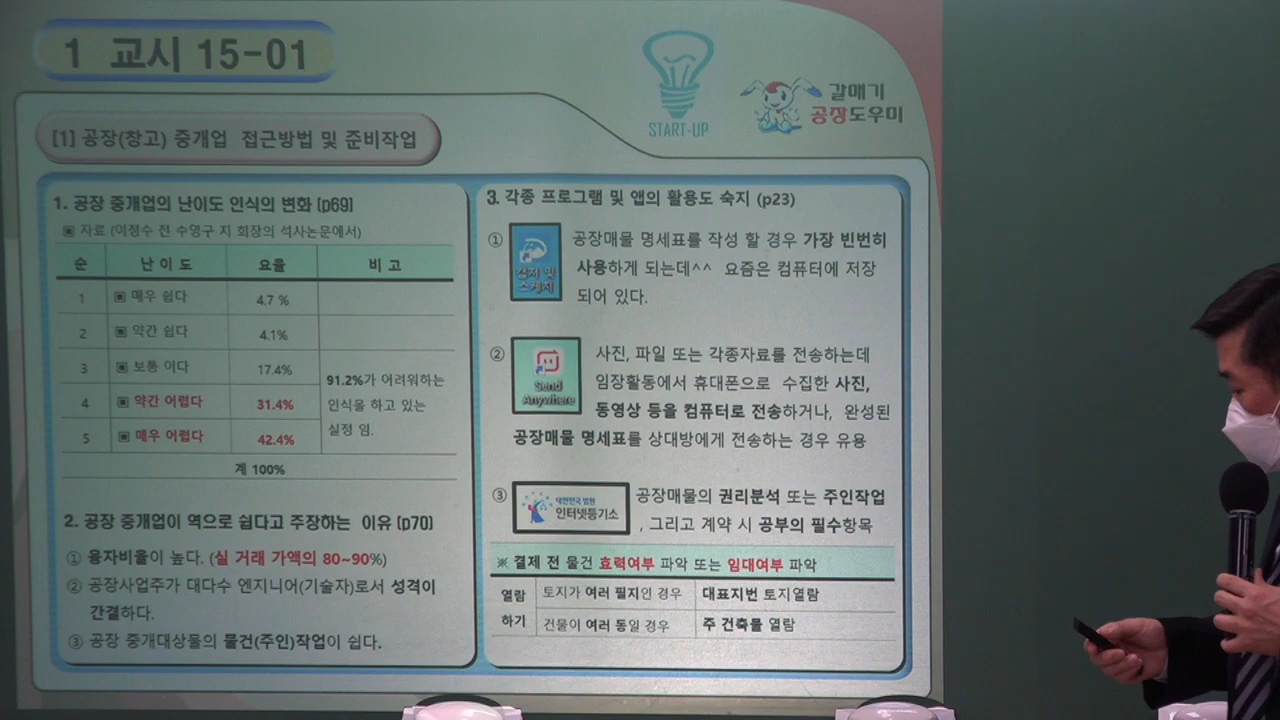 1 교시 15-01
START-UP
갈매기
공장도우미
[1] 공장(창고) 중개업 접근방법 및 준비작업
1. 공장 중개업의 난이도 인식의 변화 (p69)
▣ 자료 (이정수 전 수영구 지 회장의 석사논문에서)
순 난 이 도 요율 비 고
1 ▣ 매우 쉽다 4.7 %
2 ▣ 약간 쉽다 4.1%
3 ▣ 보통 이다 17.4%
4 ▣ 약간 어렵다 31.4%
5 ▣ 매우 어렵다 42.4%
91.2%가 어려워하는
인식을 하고 있는
실정 임.
계 100%
2. 공장 중개업이 역으로 쉽다고 주장하는 이유 (p70)
① 융자비율이 높다. (실 거래 가액의 80~90%)
② 공장사업주가 대다수 엔지니어(기술자)로서 성격이
간결하다.
③ 공장 중개대상물의 물건(주인)작업이 쉽다.
3. 각종 프로그램 및 앱의 활용도 숙지 (p23)
① 캡처 및
스케치
공장매물 명세표를 작성 할 경우 가장 빈번히
사용하게 되는데^^ 요즘은 컴퓨터에 저장
되어 있다.
② Send
Anywhere
사진, 파일 또는 각종자료를 전송하는데
임장활동에서 휴대폰으로 수집한 사진,
동영상 등을 컴퓨터로 전송하거나, 완성된
공장매물 명세표를 상대방에게 전송하는 경우 유용
③ 대한민국 법원
인터넷등기소
공장매물의 권리분석 또는 주인작업
, 그리고 계약 시 공부의 필수항목
※ 결제 전 물건 효력여부 파악 또는 임대여부 파악
열람
하기
토지가 여러 필지인 경우 대표지번 토지열람
건물이 여러 동일 경우 주 건축물 열람